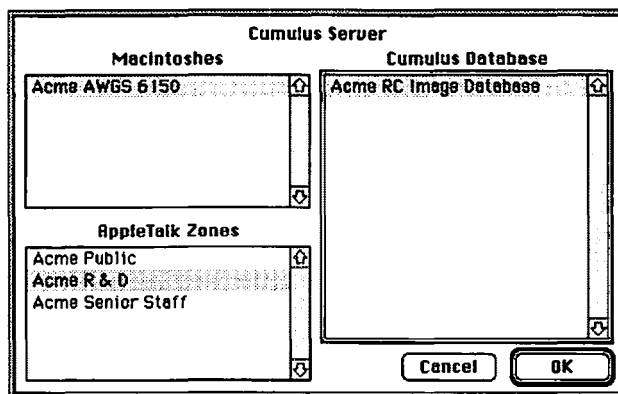 Cumulus Server
Macintoshes
Acme AWGS 6150
AppleTalk Zones
Acme Public
Acme R & D
Acme Senior Staff
Cumulus Database
Acme RC Image Database
Cancel
OK